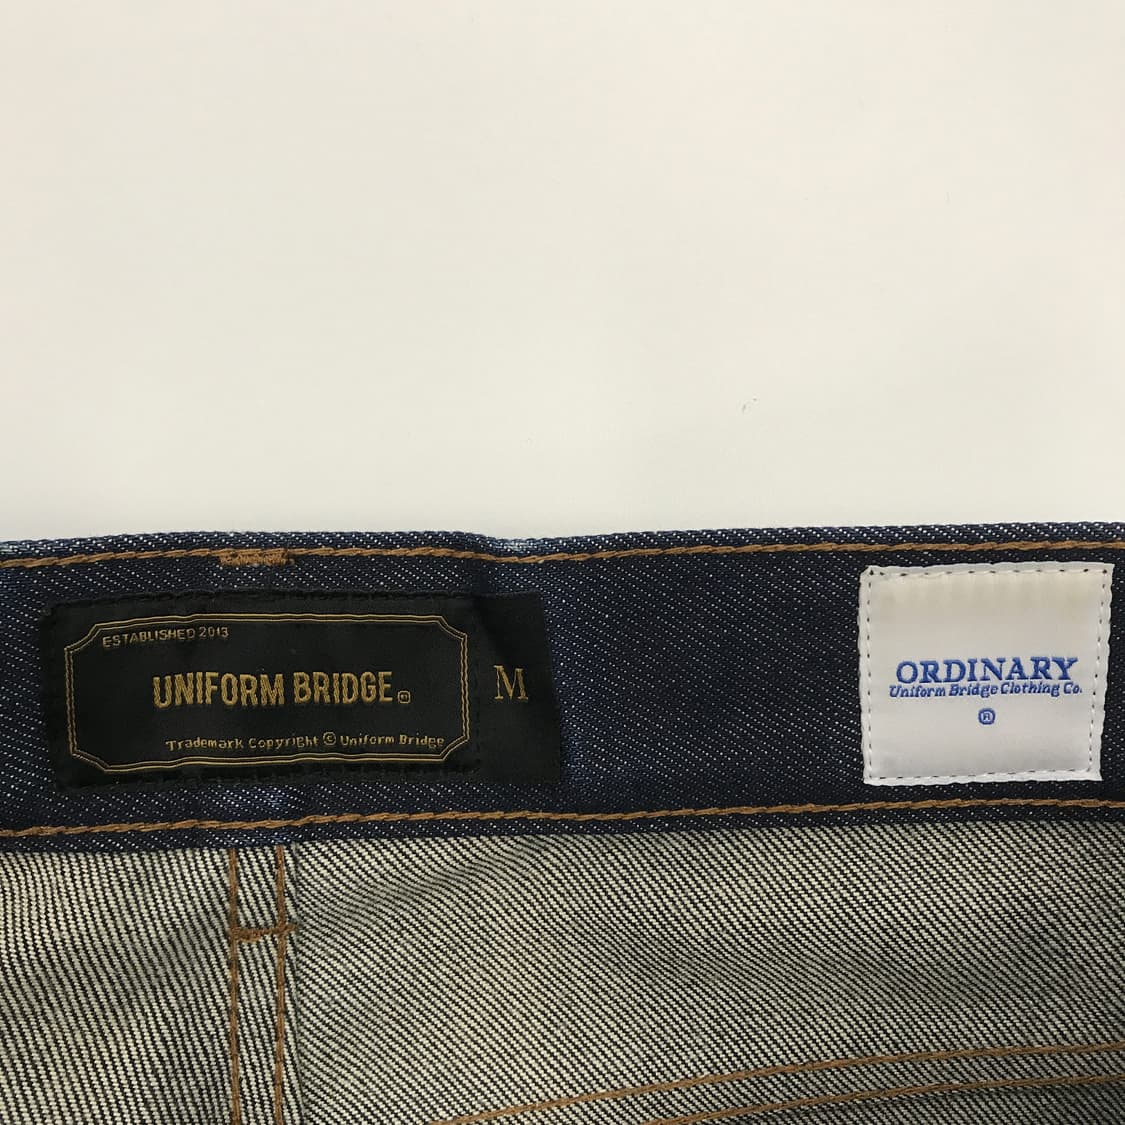 ESTABLISHED 2013
UNIFORM BRIDGE
Trademark Copyright © Uniform Bridge
M
ORDINARY
Uniform Bridge Clothing Co.
®